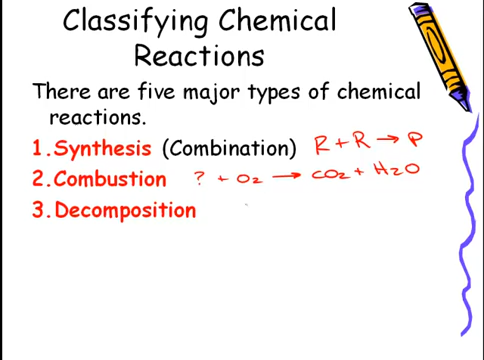 Classifying Chemical
Reactions
There are five major types of chemical
reactions.
1. Synthesis (Combination) R + R → P
2. Combustion ? + O₂ → CO₂ + H₂O
3. Decomposition